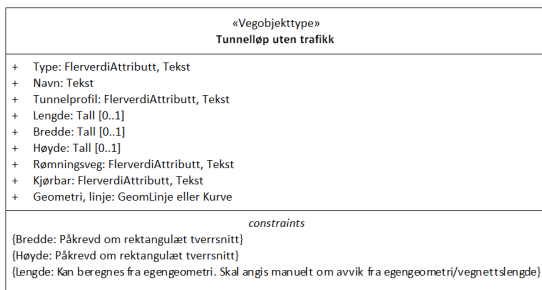 «Vegobjekttype»
Tunnelløp uten trafikk
+ Type: FlerverdiAttributt, Tekst
+ Navn: Tekst
+ Tunnelprofil: FlerverdiAttributt, Tekst
+ Lengde: Tall [0..1]
+ Bredde: Tall [0..1]
+ Høyde: Tall [0..1]
+ Rømningsveg: FlerverdiAttributt, Tekst
+ Kjørbar: FlerverdiAttributt, Tekst
+ Geometri, linje: GeomLinje eller Kurve
constraints
{Bredde: Påkrevd om rektangulæt tverrsnitt}
{Høyde: Påkrevd om rektangulæt tverrsnitt}
{Lengde: Kan beregnes fra egengeometri. Skal angis manuelt om avvik fra egengeometri/vegnettslengde}